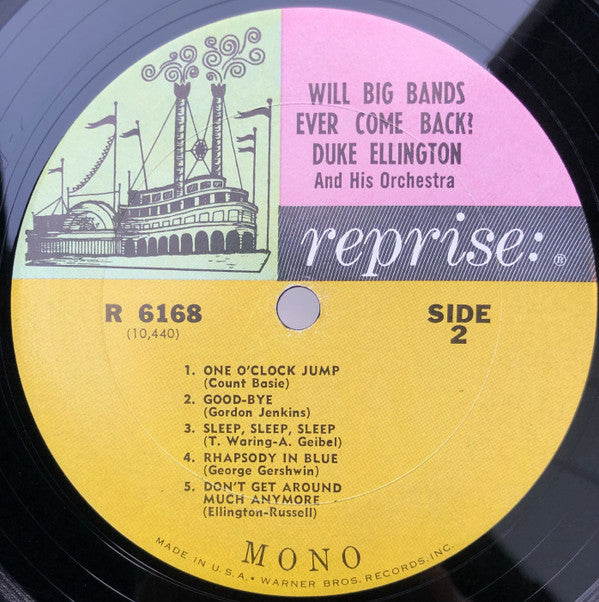 WILL BIG BANDS
EVER COME BACK?
DUKE ELLINGTON
And His Orchestra
reprise: ®
R 6168
(10,440)
SIDE
2
1. ONE O'CLOCK JUMP
(Count Basie)
2. GOOD-BYE
(Gordon Jenkins)
3. SLEEP, SLEEP, SLEEP
(T. Waring-A. Geibel)
4. RHAPSODY IN BLUE
(George Gershwin)
5. DON'T GET AROUND
MUCH ANYMORE
(Ellington-Russell)
MONO
MADE IN U.S.A. • WARNER BROS. RECORDS, INC.